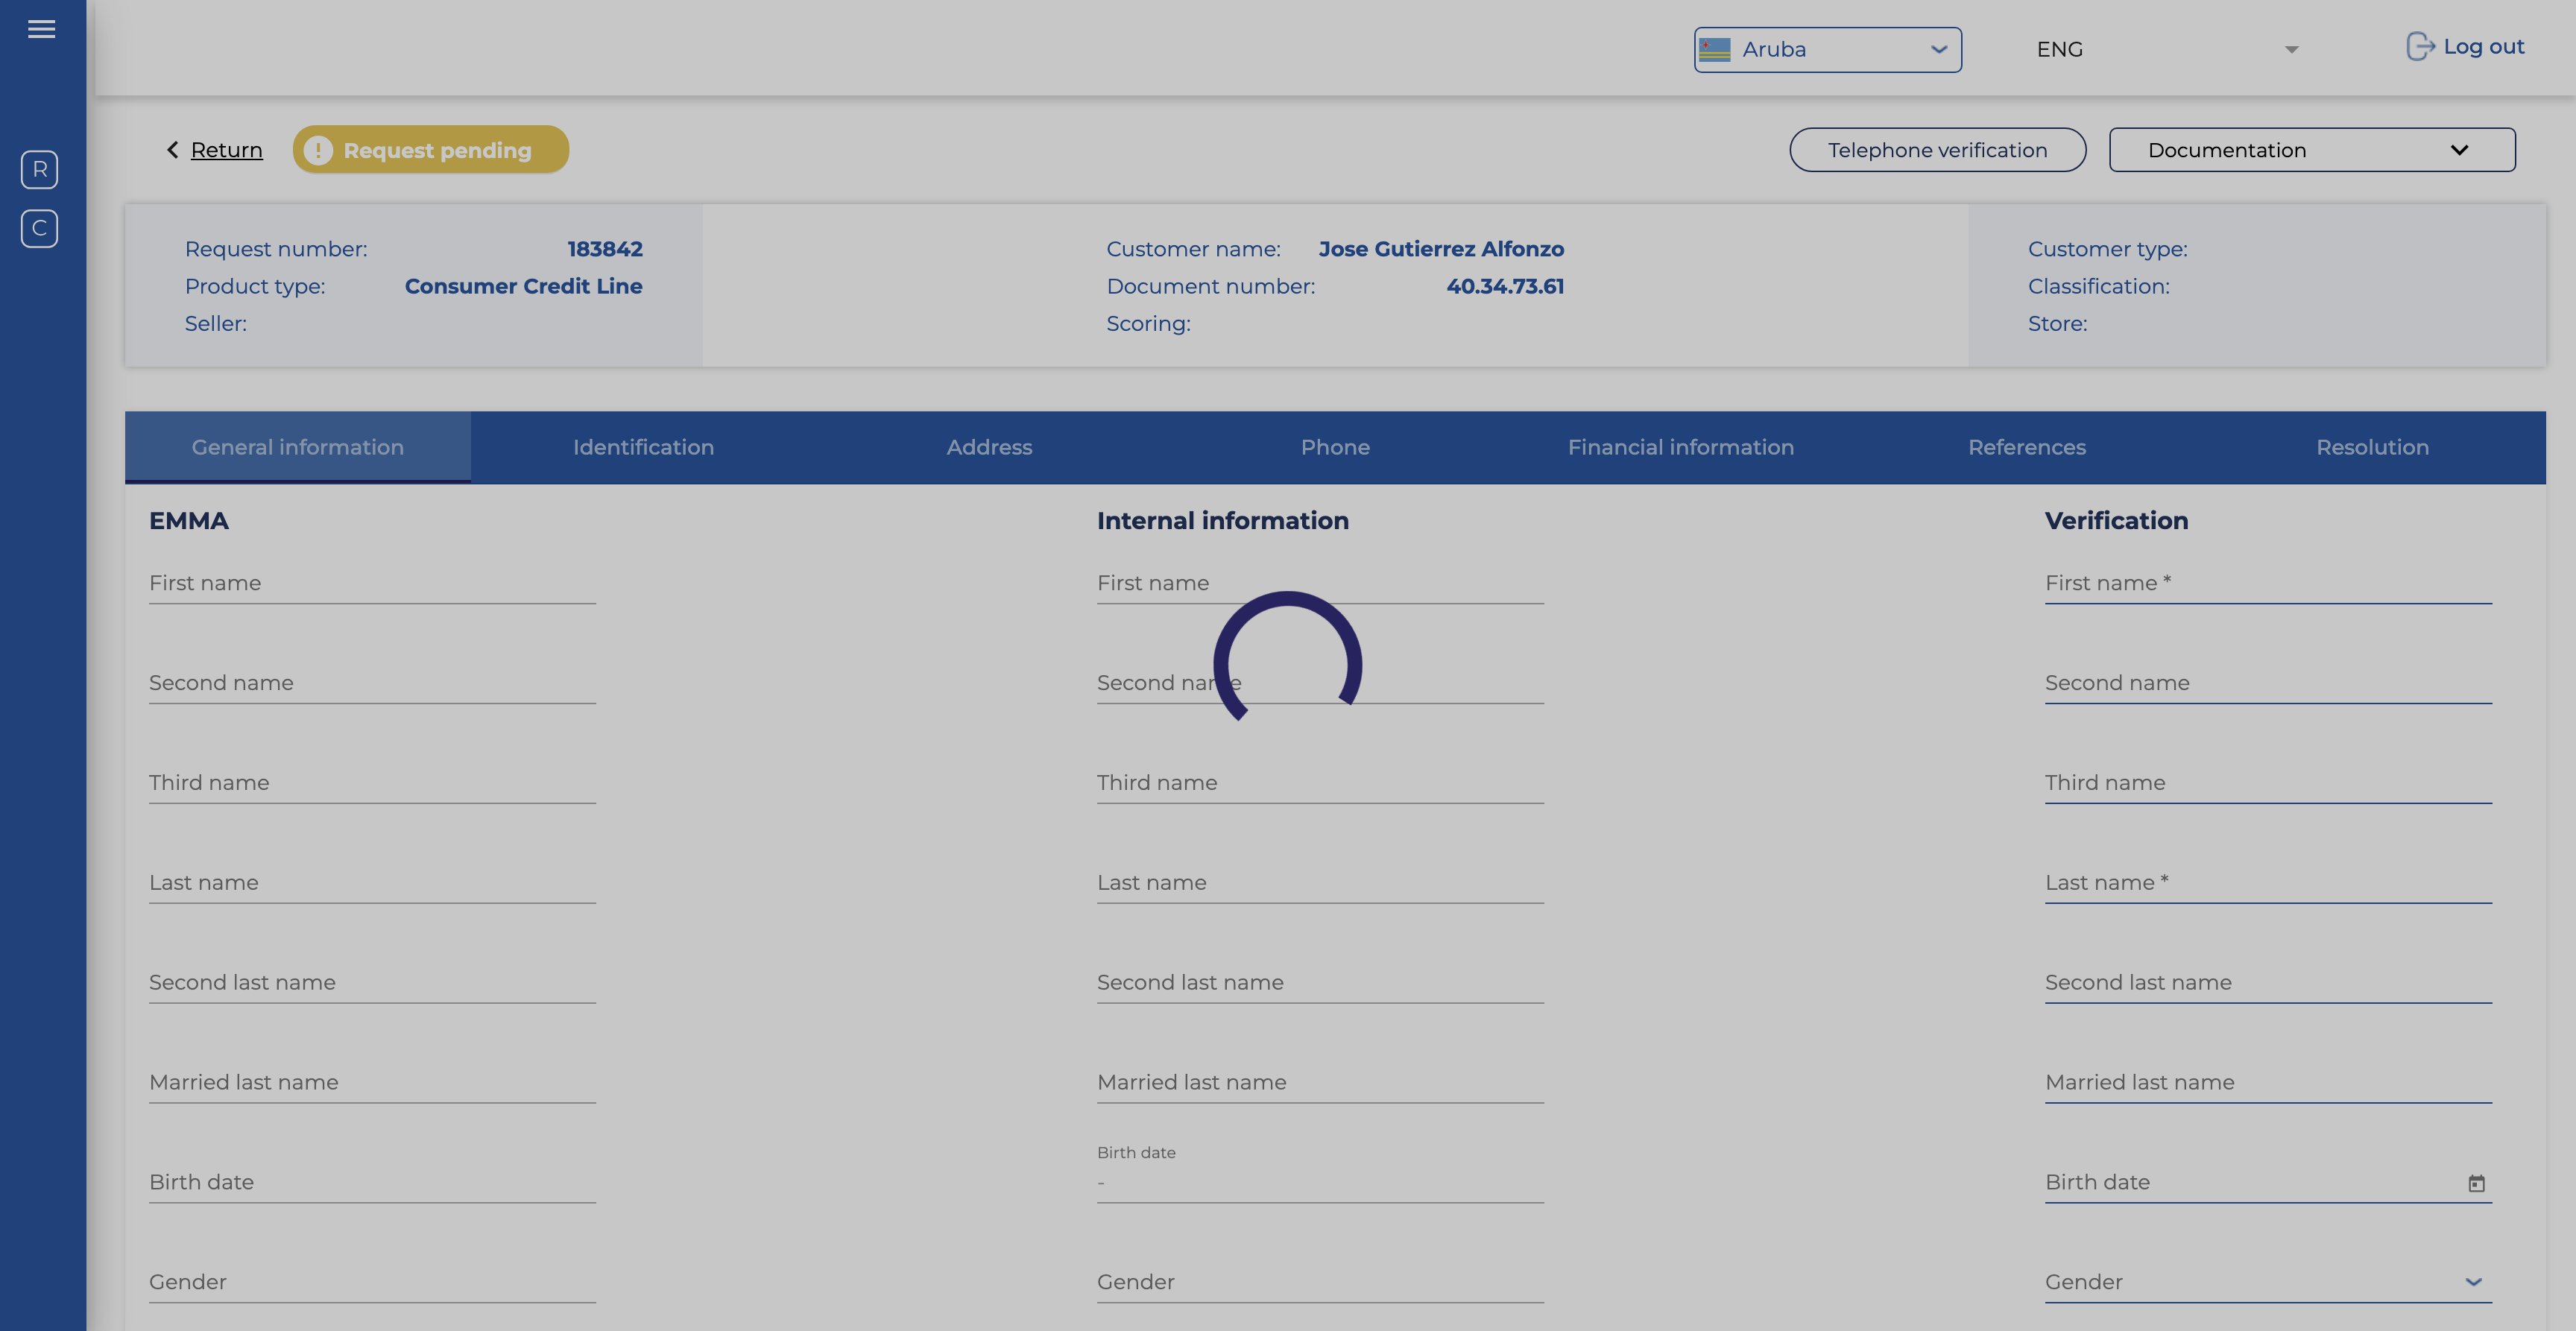 Aruba
ENG
Log out
R
C
Return
Request pending
Telephone verification
Documentation
Request number: 183842
Product type: Consumer Credit Line
Seller:
Customer name: Jose Gutierrez Alfonzo
Document number: 40.34.73.61
Scoring:
Customer type:
Classification:
Store:
General information
Identification
Address
Phone
Financial information
References
Resolution
EMMA
First name
Second name
Third name
Last name
Second last name
Married last name
Birth date
Gender
Internal information
First name
Second name
Third name
Last name
Second last name
Married last name
Birth date
-
Gender
Verification
First name *
Second name
Third name
Last name *
Second last name
Married last name
Birth date
Gender